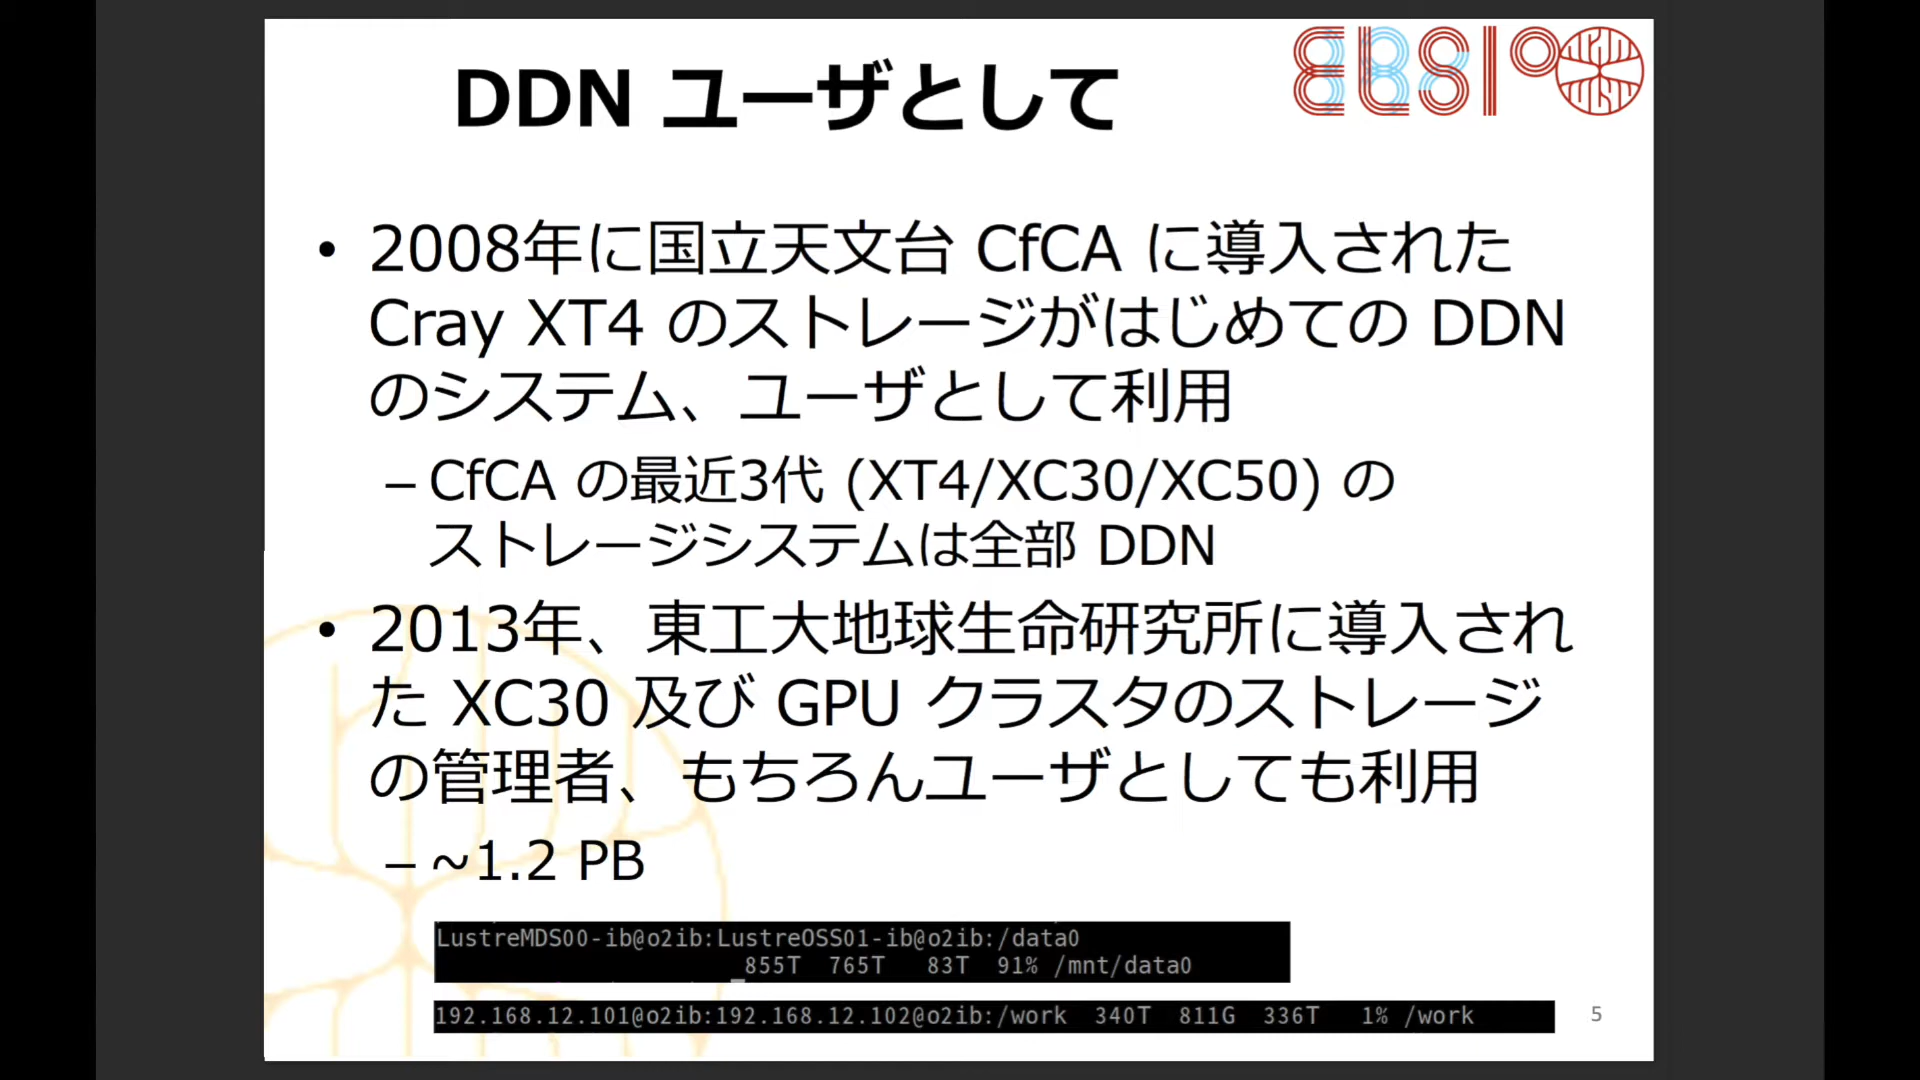 DDN ユーザとして
ELSI
• 2008年に国立天文台 CfCA に導入された
Cray XT4 のストレージがはじめての DDN
のシステム、ユーザとして利用
– CfCA の最近3代 (XT4/XC30/XC50) の
ストレージシステムは全部 DDN
• 2013年、東工大地球生命研究所に導入され
た XC30 及び GPU クラスタのストレージ
の管理者、もちろんユーザとしても利用
– ~1.2 PB
LustreMDS00-ib@o2ib:LustreOSS01-ib@o2ib:/data0
855T 765T 83T 91% /mnt/data0
192.168.12.101@o2ib:192.168.12.102@o2ib:/work 340T 811G 336T 1% /work
5